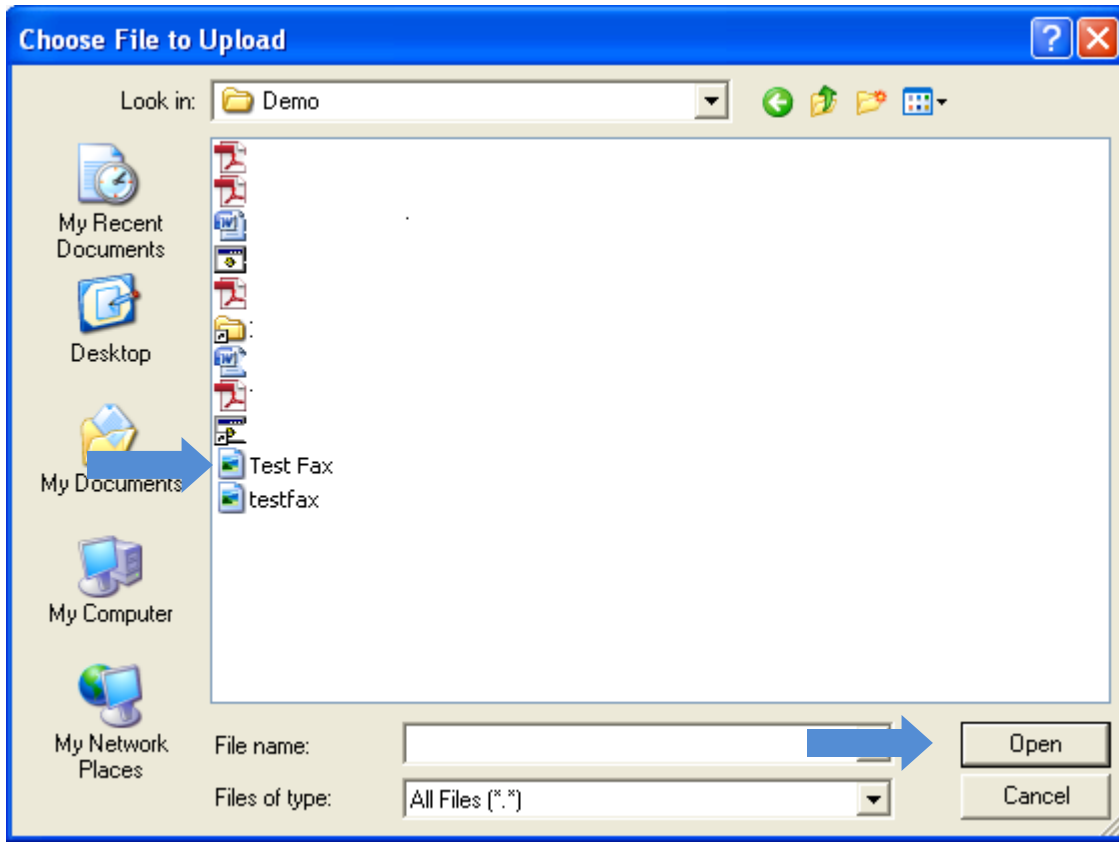 Choose File to Upload
Look in:
Demo
My Recent
Documents
Desktop
My Documents
My Computer
My Network
Places
Test Fax
testfax
File name:
Open
Files of type:
All Files (*.*)
Cancel